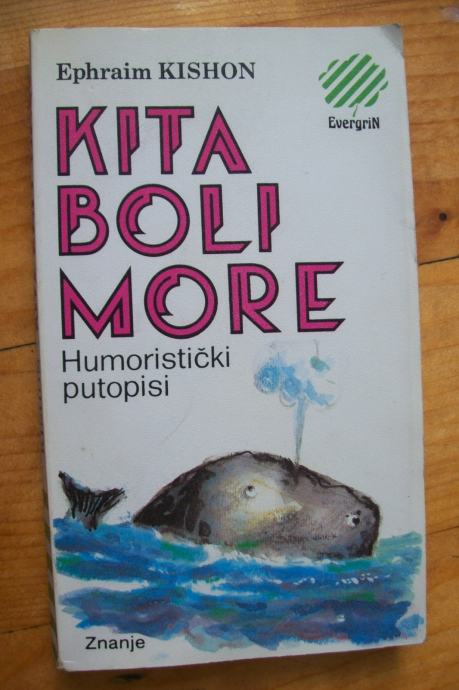 Ephraim KISHON
EvergriN
KITA
BOLI
MORE
Humoristički
putopisi
Znanje